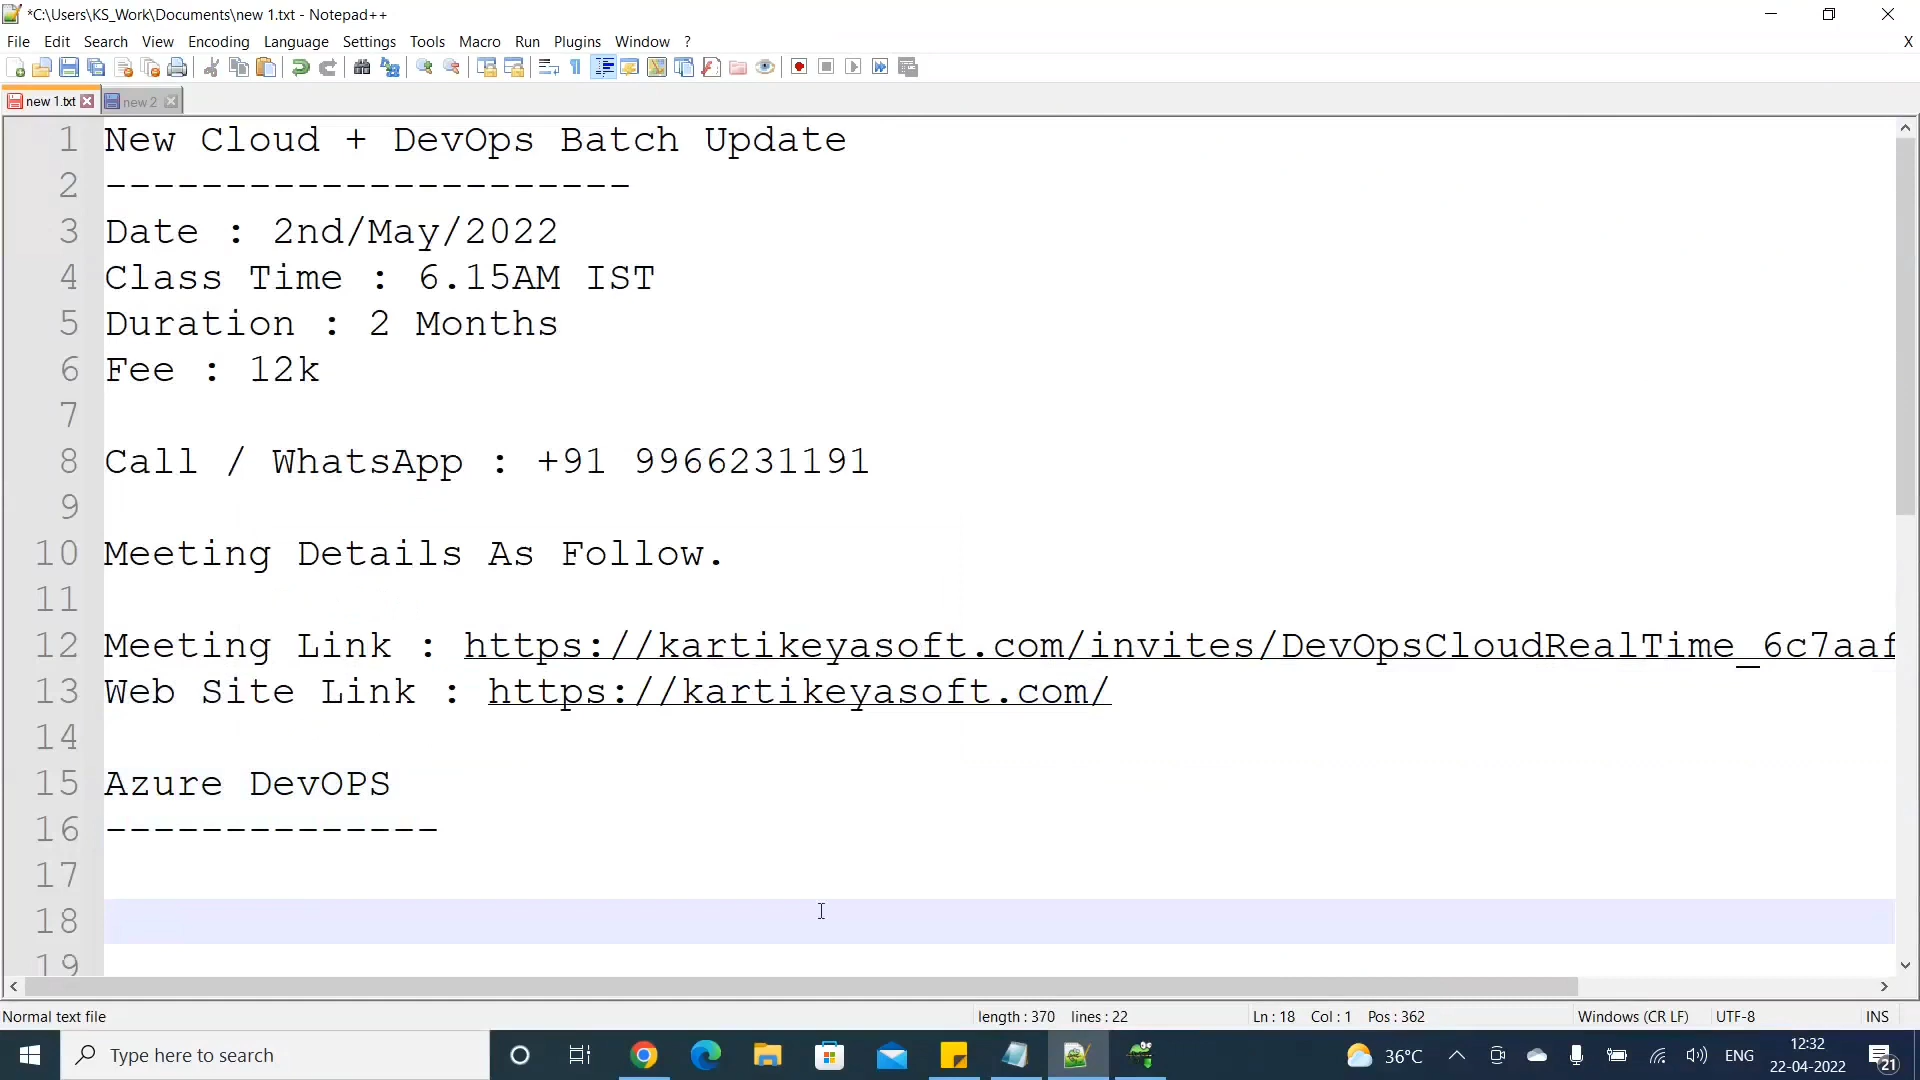 *C:\Users\KS_Work\Documents\new 1.txt - Notepad++
File Edit Search View Encoding Language Settings Tools Macro Run Plugins Window ? X
new 1.txt new 2
1 New Cloud + DevOps Batch Update
2 ----------------------
3 Date : 2nd/May/2022
4 Class Time : 6.15AM IST
5 Duration : 2 Months
6 Fee : 12k
7
8 Call / WhatsApp : +91 9966231191
9
10 Meeting Details As Follow.
11
12 Meeting Link : https://kartikeyasoft.com/invites/DevOpsCloudRealTime_6c7aaf
13 Web Site Link : https://kartikeyasoft.com/
14
15 Azure DevOPS
16 --------------
17
18
19
Normal text file length : 370 lines : 22 Ln : 18 Col : 1 Pos : 362 Windows (CR LF) UTF-8 INS
Type here to search 36°C ENG 12:32
22-04-2022 21